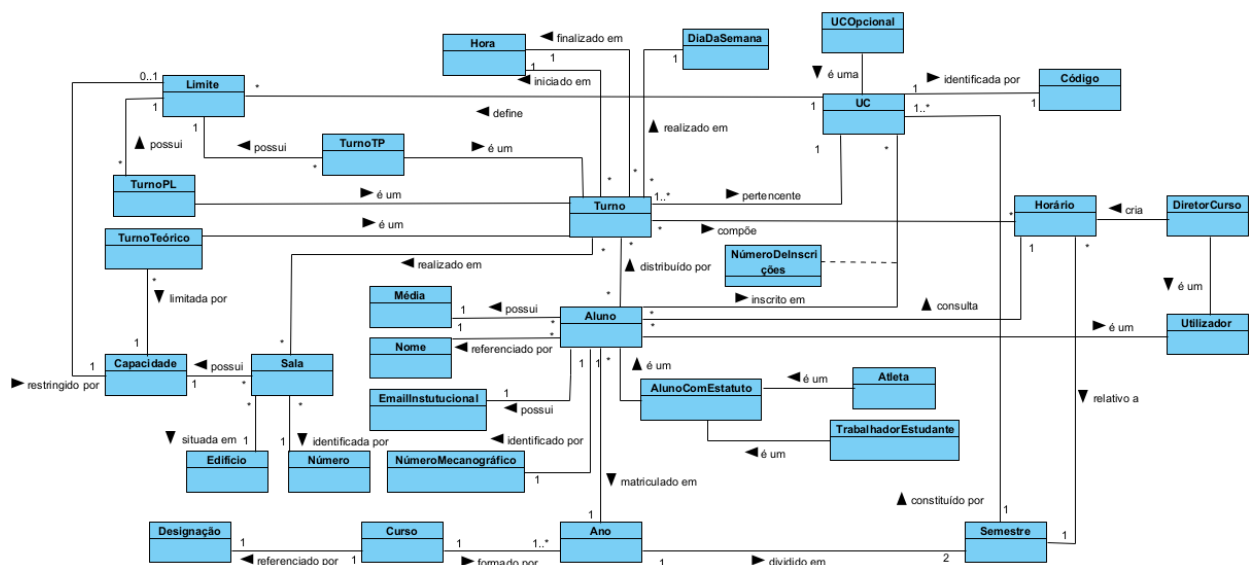 UCOpcional
Hora
◄ finalizado em
DiaDaSemana
1
1
1
▼ é uma
► identificada por
Código
0..1
Limite
*
◄ iniciado em
1
1
UC
1
1..*
1
1
◄ define
▲ realizado em
▲ possui
◄ possui
TurnoTP
► é um
1
*
*
*
TurnoPL
► é um
*
*
*
1..*
► pertencente
Turno
*
*
Horário
◄ cria
DiretorCurso
TurnoTeórico
► é um
► compõe
*
*
*
1
*
◄ realizado em
▲ distribuído por
NúmeroDeInscrições
▼ é um
▼ limitada por
Média
◄ possui
*
► inscrito em
▲ consulta
1
*
Aluno
*
*
► é um
Utilizador
1
*
Nome
◄ referenciado por
1
*
1
1
*
► restringido por
1
Capacidade
◄ possui
Sala
1
*
▲ é um
◄ é um
Atleta
EmailInstutucional
1
◄ possui
AlunoComEstatuto
▼ relativo a
*
*
▼ situada em
1
1
▼ identificada por
◄ identificado por
TrabalhadorEstudante
Edifício
Número
NúmeroMecanográfico
1
◄ é um
▼ matriculado em
▲ constituído por
Designação
1
Curso
1
1..*
1
Ano
1
Semestre
1
◄ referenciado por
1
► formado por
1
► dividido em
2